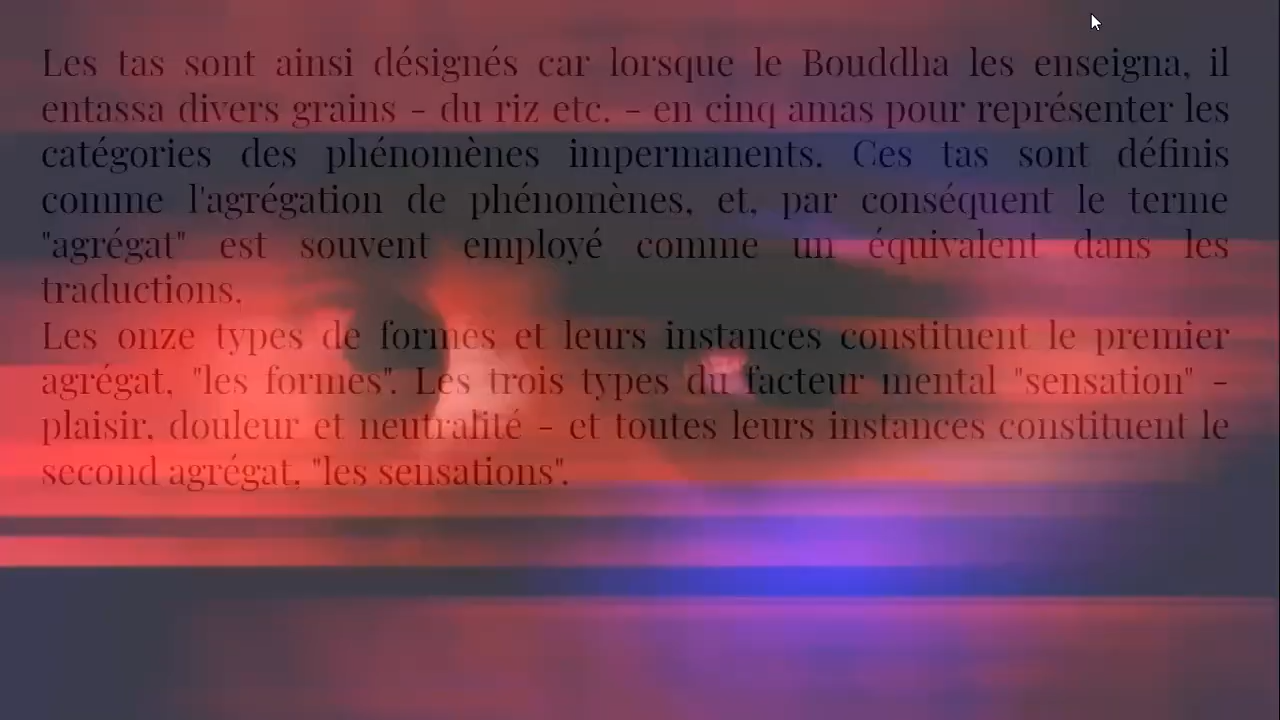 Les tas sont ainsi désignés car lorsque le Bouddha les enseigna, il
entassa divers grains - du riz etc. - en cinq amas pour représenter les
catégories des phénomènes impermanents. Ces tas sont définis
comme l'agrégation de phénomènes, et, par conséquent le terme
"agrégat" est souvent employé comme un équivalent dans les
traductions.
Les onze types de formes et leurs instances constituent le premier
agrégat, "les formes". Les trois types du facteur mental "sensation" -
plaisir, douleur et neutralité - et toutes leurs instances constituent le
second agrégat, "les sensations".